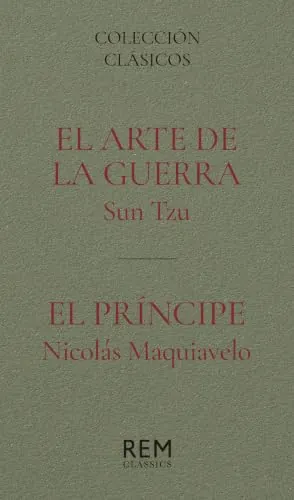 COLECCIÓN
CLÁSICOS
EL ARTE DE
LA GUERRA
Sun Tzu
EL PRÍNCIPE
Nicolás Maquiavelo
REM
CLASSICS